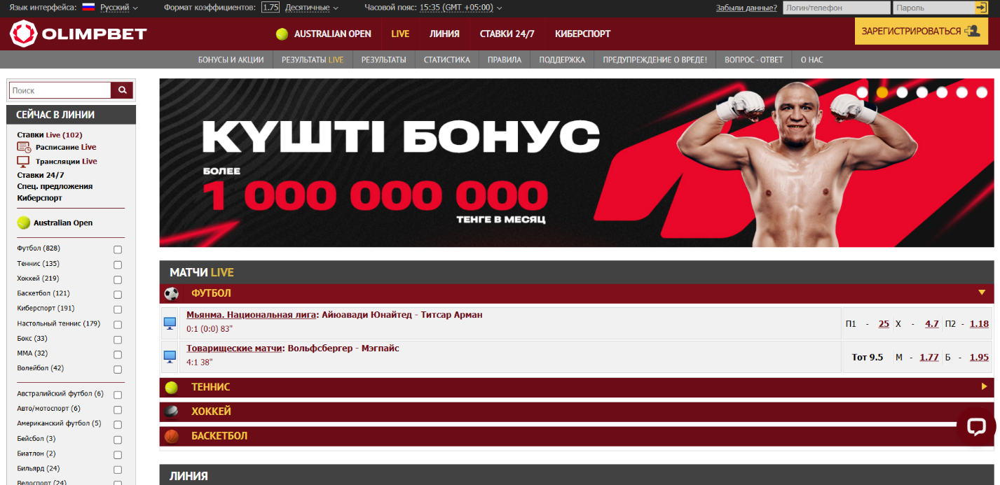 Язык интерфейса: Русский Формат коэффициентов: 1.75 Десятичные Часовой пояс: 15:35 (GMT +05:00) Забыли данные? Логин/телефон Пароль
OLIMPBET AUSTRALIAN OPEN LIVE ЛИНИЯ СТАВКИ 24/7 КИБЕРСПОРТ ЗАРЕГИСТРИРОВАТЬСЯ
БОНУСЫ И АКЦИИ РЕЗУЛЬТАТЫ LIVE РЕЗУЛЬТАТЫ СТАТИСТИКА ПРАВИЛА ПОДДЕРЖКА ПРЕДУПРЕЖДЕНИЕ О ВРЕДЕ! ВОПРОС - ОТВЕТ О НАС
Поиск
СЕЙЧАС В ЛИНИИ
Ставки Live (102)
Расписание Live
Трансляции Live
Ставки 24/7
Спец. предложения
Киберспорт
Australian Open
Футбол (828)
Теннис (135)
Хоккей (219)
Баскетбол (121)
Киберспорт (191)
Настольный теннис (179)
Бокс (33)
ММА (32)
Волейбол (42)
Австралийский футбол (6)
Авто/мотоспорт (6)
Американский футбол (5)
Бейсбол (3)
Биатлон (2)
Бильярд (24)
Велоспорт (24)
КҮШТІ БОНУС
БОЛЕЕ
1 000 000 000
ТЕНГЕ В МЕСЯЦ
МАТЧИ LIVE
ФУТБОЛ
Мьянма. Национальная лига: Айюавади Юнайтед - Титсар Арман
0:1 (0:0) 83"
П1 - 25 X - 4.7 П2 - 1.18
Товарищеские матчи: Вольфсбергер - Мэгпайс
4:1 38"
Тот 9.5 М - 1.77 Б - 1.95
ТЕННИС
ХОККЕЙ
БАСКЕТБОЛ
ЛИНИЯ